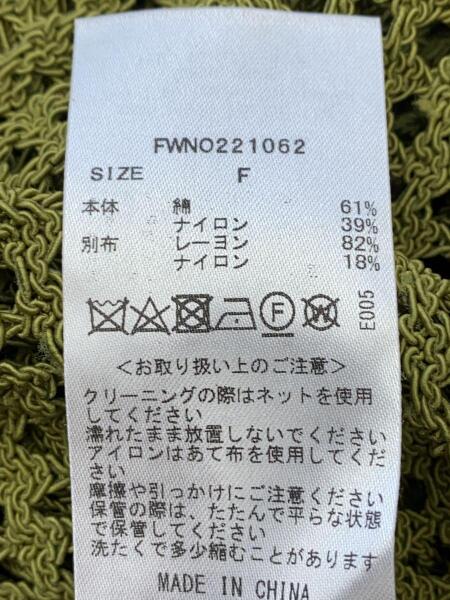 FWNO221062
SIZE F
本体 綿 61%
ナイロン 39%
別布 レーヨン 82%
ナイロン 18%
F W E005
＜お取り扱い上のご注意＞
クリーニングの際はネットを使用
してください
濡れたまま放置しないでください
アイロンはあて布を使用してくだ
さい
摩擦や引っかけにご注意ください
保管の際は、たたんで平らな状態
で保管してください
洗たくで多少縮むことがあります
MADE IN CHINA